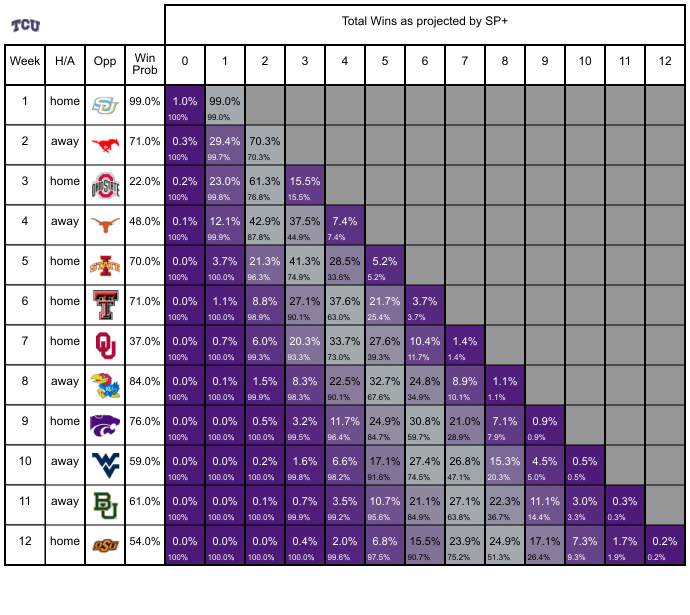 TCU
Total Wins as projected by SP+
Week H/A Opp Win Prob 0 1 2 3 4 5 6 7 8 9 10 11 12
1 home SD 99.0% 1.0% 99.0%
100% 99.0%
2 away 71.0% 0.3% 29.4% 70.3%
100% 99.7% 70.3%
3 home OHIO STATE 22.0% 0.2% 23.0% 61.3% 15.5%
100% 99.8% 76.8% 15.5%
4 away 48.0% 0.1% 12.1% 42.9% 37.5% 7.4%
100% 99.9% 87.8% 44.9% 7.4%
5 home I STATE 70.0% 0.0% 3.7% 21.3% 41.3% 28.5% 5.2%
100% 100.0% 96.3% 74.9% 33.6% 5.2%
6 home T 71.0% 0.0% 1.1% 8.8% 27.1% 37.6% 21.7% 3.7%
100% 100.0% 98.9% 90.1% 63.0% 25.4% 3.7%
7 home OU 37.0% 0.0% 0.7% 6.0% 20.3% 33.7% 27.6% 10.4% 1.4%
100% 100.0% 99.3% 93.3% 73.0% 39.3% 11.7% 1.4%
8 away KU 84.0% 0.0% 0.1% 1.5% 8.3% 22.5% 32.7% 24.8% 8.9% 1.1%
100% 100.0% 99.9% 98.3% 90.1% 67.6% 34.9% 10.1% 1.1%
9 home 76.0% 0.0% 0.0% 0.5% 3.2% 11.7% 24.9% 30.8% 21.0% 7.1% 0.9%
100% 100.0% 100.0% 99.5% 96.4% 84.7% 59.7% 28.9% 7.9% 0.9%
10 away WV 59.0% 0.0% 0.0% 0.2% 1.6% 6.6% 17.1% 27.4% 26.8% 15.3% 4.5% 0.5%
100% 100.0% 100.0% 99.8% 98.2% 91.6% 74.5% 47.1% 20.3% 5.0% 0.5%
11 away BU 61.0% 0.0% 0.0% 0.1% 0.7% 3.5% 10.7% 21.1% 27.1% 22.3% 11.1% 3.0% 0.3%
100% 100.0% 100.0% 99.9% 99.2% 95.6% 84.9% 63.8% 36.7% 14.4% 3.3% 0.3%
12 home OSU 54.0% 0.0% 0.0% 0.0% 0.4% 2.0% 6.8% 15.5% 23.9% 24.9% 17.1% 7.3% 1.7% 0.2%
100% 100.0% 100.0% 100.0% 99.6% 97.5% 90.7% 75.2% 51.3% 26.4% 9.3% 1.9% 0.2%